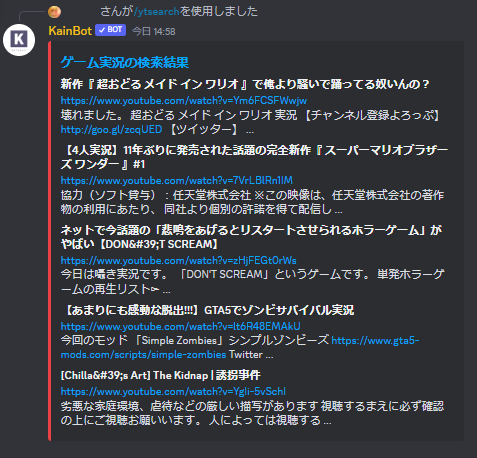 さんが/ytsearchを使用しました
K
KainBot ✓ BOT 今日 14:58
ゲーム実況の検索結果
新作『 超おどる メイド イン ワリオ 』で俺より騒いで踊ってる奴いんの？
https://www.youtube.com/watch?v=Ym6FCSFWwjw
壊れました。 超おどる メイド イン ワリオ 実況 【チャンネル登録よろっぷ】
http://goo.gl/zcqUED 【ツイッター】 ...
【4人実況】11年ぶりに発売された話題の完全新作『 スーパーマリオブラザー
ズ ワンダー 』#1
https://www.youtube.com/watch?v=7VrLBIRn1lM
協力（ソフト貸与）：任天堂株式会社 ※この映像は、任天堂株式会社の著作
物の利用にあたり、 同社より個別の許諾を得て配信し ...
ネットで今話題の「悲鳴をあげるとリスタートさせられるホラーゲーム」が
やばい【DON&#39;T SCREAM】
https://www.youtube.com/watch?v=zHjFEGt0rWs
今日は囁き実況です。 「DON'T SCREAM」というゲームです。 単発ホラーゲ
ームの再生リスト▻ ...
【あまりにも感動な脱出!!!】GTA5でゾンビサバイバル実況
https://www.youtube.com/watch?v=lt6R48EMAkU
今回のモッド 「Simple Zombies」シンプルゾンビーズ https://www.gta5-
mods.com/scripts/simple-zombies Twitter ...
[Chilla&#39;s Art] The Kidnap | 誘拐事件
https://www.youtube.com/watch?v=Ygli-5vSchI
劣悪な家庭環境、虐待などの厳しい描写があります 視聴するまえに必ず確認
の上にご視聴お願いいます。 人によっては視聴する ...